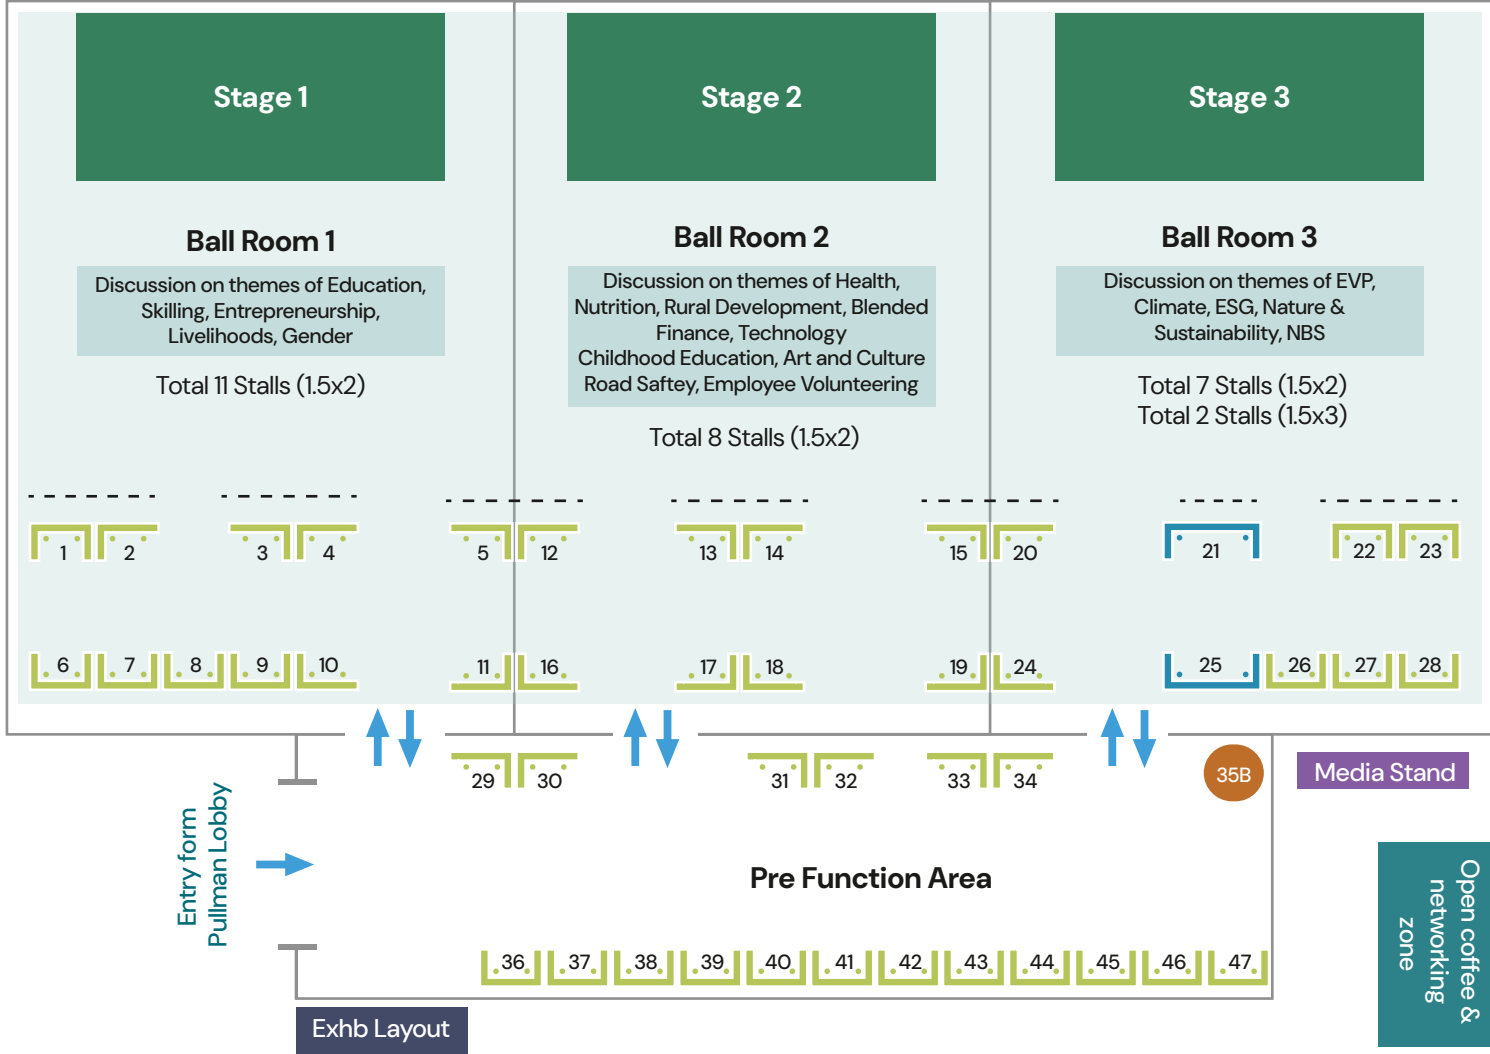 Stage 1
Stage 2
Stage 3
Ball Room 1
Discussion on themes of Education,
Skilling, Entrepreneurship,
Livelihoods, Gender
Total 11 Stalls (1.5x2)
Ball Room 2
Discussion on themes of Health,
Nutrition, Rural Development, Blended
Finance, Technology
Childhood Education, Art and Culture
Road Saftey, Employee Volunteering
Total 8 Stalls (1.5x2)
Ball Room 3
Discussion on themes of EVP,
Climate, ESG, Nature &
Sustainability, NBS
Total 7 Stalls (1.5x2)
Total 2 Stalls (1.5x3)
1 2 3 4 5 12 13 14 15 20 21 22 23
6 7 8 9 10 11 16 17 18 19 24 25 26 27 28
29 30 31 32 33 34 35B
Media Stand
Entry form
Pullman Lobby
Pre Function Area
Open coffee &
networking
zone
36 37 38 39 40 41 42 43 44 45 46 47
Exhb Layout